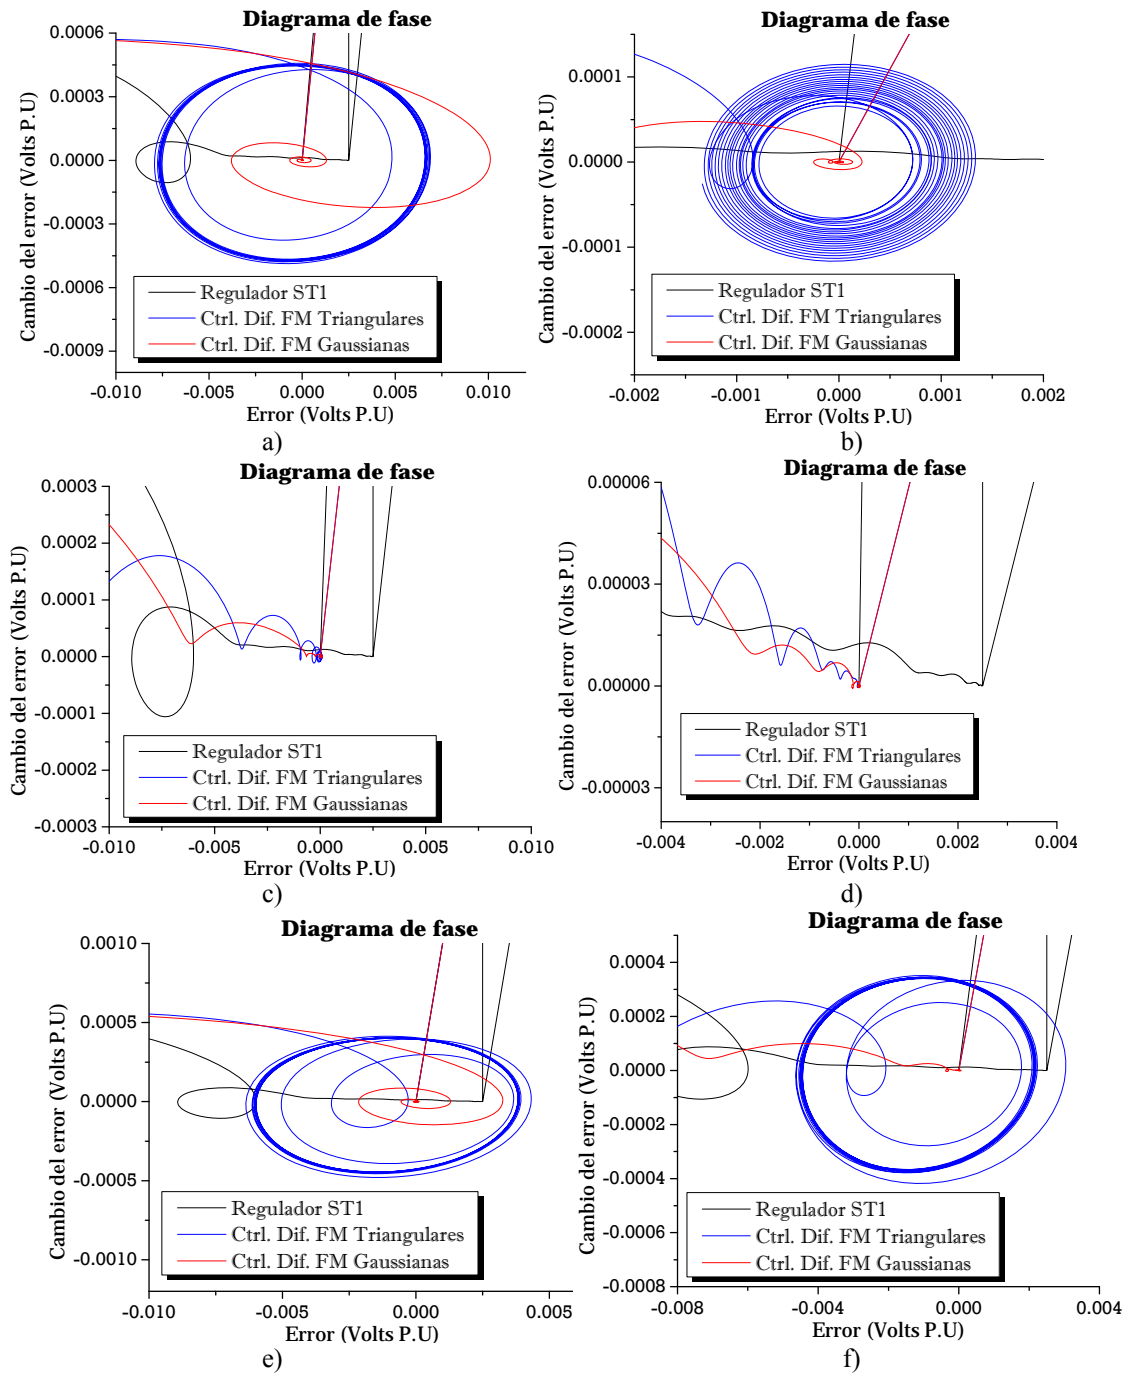 Diagrama de fase
Cambio del error (Volts P.U)
0.0006
0.0003
0.0000
-0.0003
-0.0006
-0.0009
Regulador ST1
Ctrl. Dif. FM Triangulares
Ctrl. Dif. FM Gaussianas
-0.010 -0.005 0.000 0.005 0.010
Error (Volts P.U)
a)
Diagrama de fase
Cambio del error (Volts P.U)
0.0001
0.0000
-0.0001
-0.0002
Regulador ST1
Ctrl. Dif. FM Triangulares
Ctrl. Dif. FM Gaussianas
-0.002 -0.001 0.000 0.001 0.002
Error (Volts P.U)
b)
Diagrama de fase
Cambio del error (Volts P.U)
0.0003
0.0002
0.0001
0.0000
-0.0001
-0.0002
-0.0003
Regulador ST1
Ctrl. Dif. FM Triangulares
Ctrl. Dif. FM Gaussianas
-0.010 -0.005 0.000 0.005 0.010
Error (Volts P.U)
c)
Diagrama de fase
Cambio del error (Volts P.U)
0.00006
0.00003
0.00000
-0.00003
Regulador ST1
Ctrl. Dif. FM Triangulares
Ctrl. Dif. FM Gaussianas
-0.004 -0.002 0.000 0.002 0.004
Error (Volts P.U)
d)
Diagrama de fase
Cambio del error (Volts P.U)
0.0010
0.0005
0.0000
-0.0005
-0.0010
Regulador ST1
Ctrl. Dif. FM Triangulares
Ctrl. Dif. FM Gaussianas
-0.010 -0.005 0.000 0.005
Error (Volts P.U)
e)
Diagrama de fase
Cambio del error (Volts P.U)
0.0004
0.0002
0.0000
-0.0002
-0.0004
-0.0006
-0.0008
Regulador ST1
Ctrl. Dif. FM Triangulares
Ctrl. Dif. FM Gaussianas
-0.008 -0.004 0.000 0.004
Error (Volts P.U)
f)